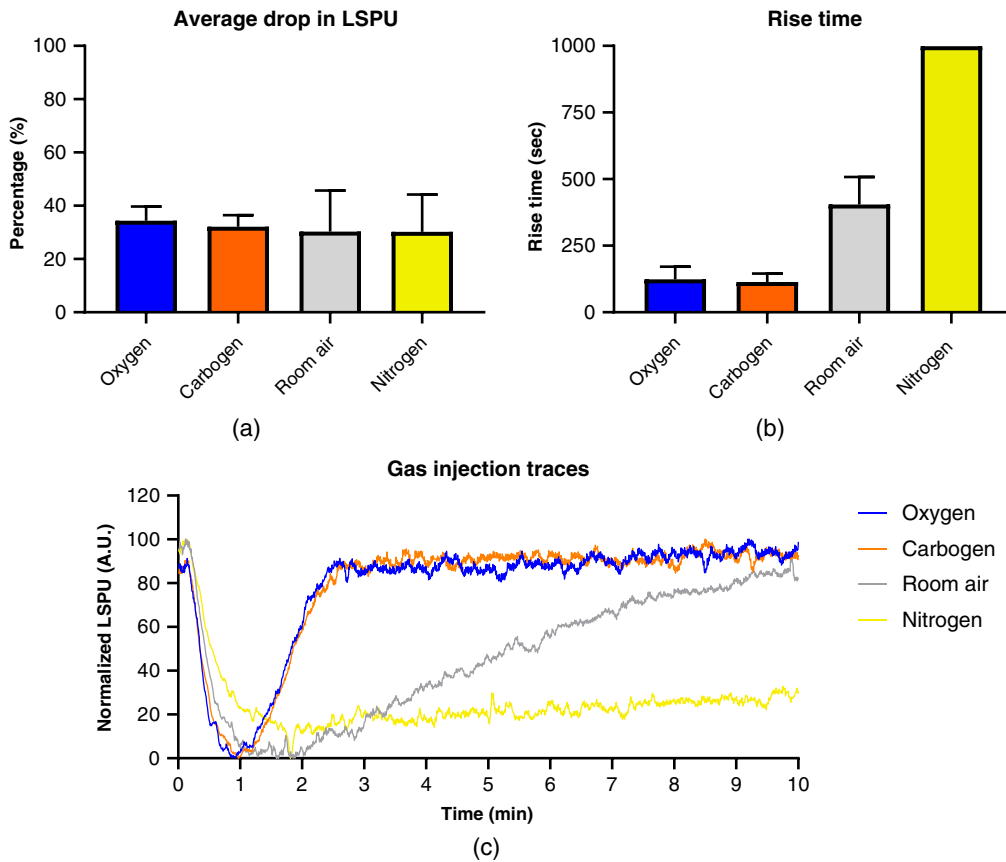 Average drop in LSPU
100
80
60
40
20
0
Percentage (%)
Oxygen
Carbogen
Room air
Nitrogen
(a)
Rise time
1000
750
500
250
0
Rise time (sec)
Oxygen
Carbogen
Room air
Nitrogen
(b)
Gas injection traces
120
100
80
60
40
20
0
Normalized LSPU (A.U.)
0 1 2 3 4 5 6 7 8 9 10
Time (min)
Oxygen
Carbogen
Room air
Nitrogen
(c)